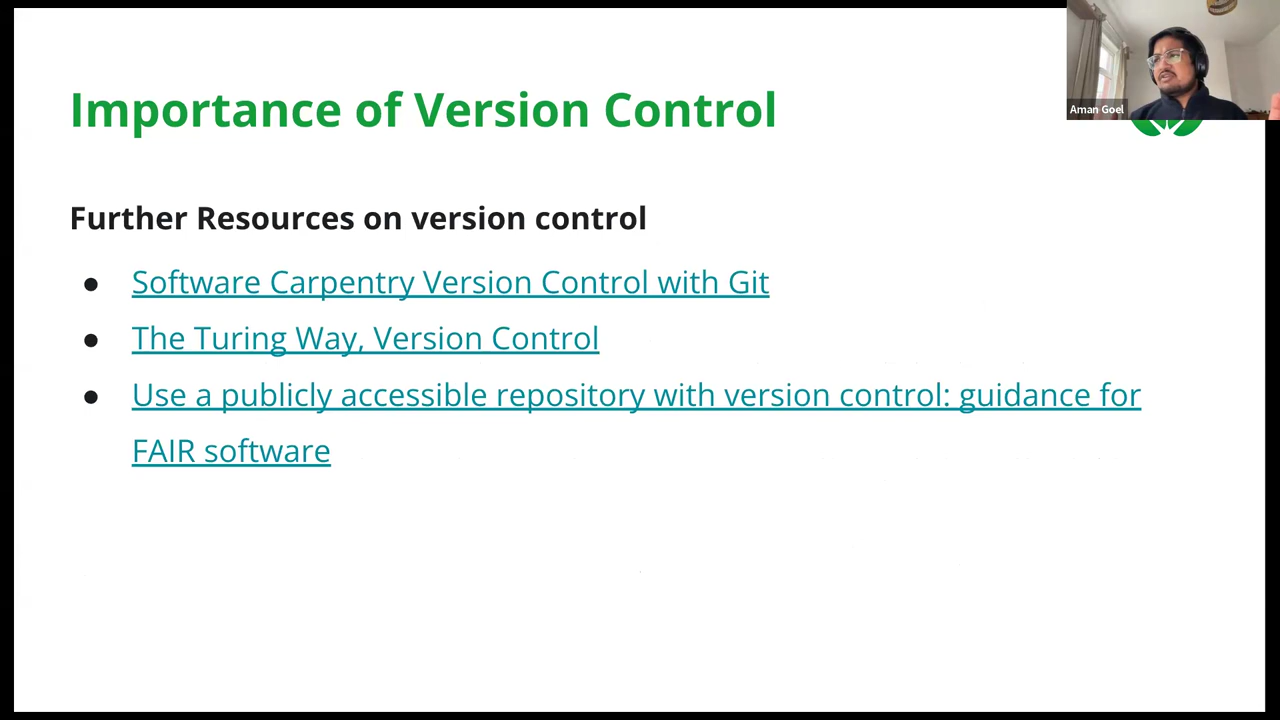 Importance of Version Control
Aman Goel
Further Resources on version control
● Software Carpentry Version Control with Git
● The Turing Way, Version Control
● Use a publicly accessible repository with version control: guidance for
FAIR software